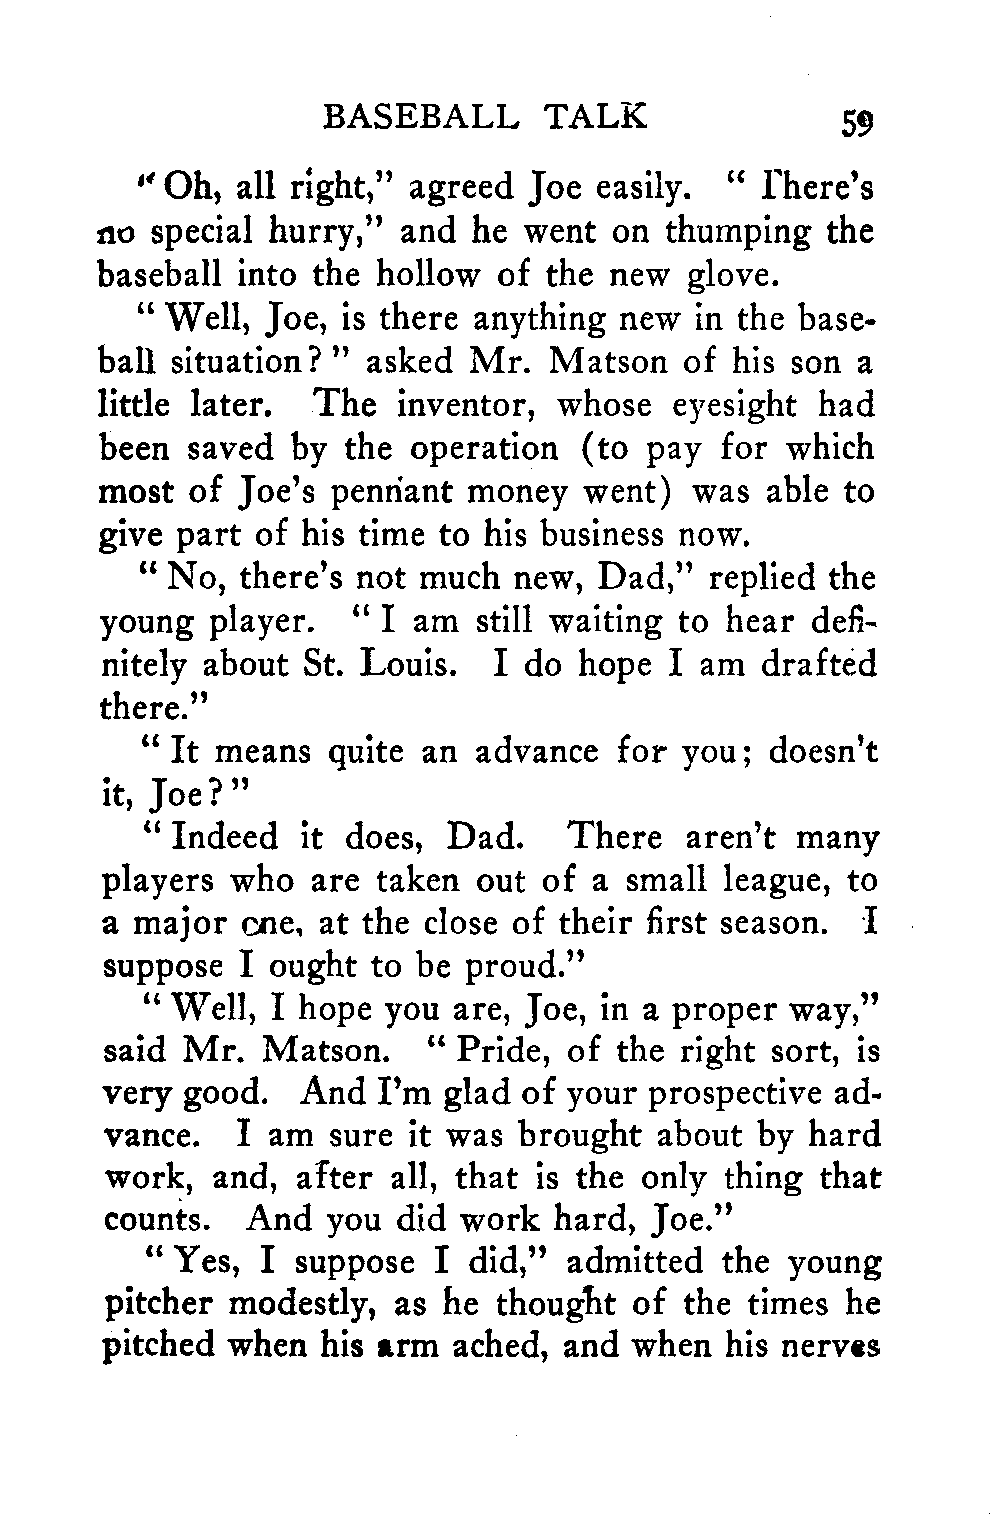 BASEBALL TALK 59
"Oh, all right," agreed Joe easily. "There's
no special hurry," and he went on thumping the
baseball into the hollow of the new glove.
"Well, Joe, is there anything new in the base-
ball situation?" asked Mr. Matson of his son a
little later. The inventor, whose eyesight had
been saved by the operation (to pay for which
most of Joe's pennant money went) was able to
give part of his time to his business now.
"No, there's not much new, Dad," replied the
young player. "I am still waiting to hear defi-
nitely about St. Louis. I do hope I am drafted
there."
"It means quite an advance for you; doesn't
it, Joe?"
"Indeed it does, Dad. There aren't many
players who are taken out of a small league, to
a major one, at the close of their first season. I
suppose I ought to be proud."
"Well, I hope you are, Joe, in a proper way,"
said Mr. Matson. "Pride, of the right sort, is
very good. And I'm glad of your prospective ad-
vance. I am sure it was brought about by hard
work, and, after all, that is the only thing that
counts. And you did work hard, Joe."
"Yes, I suppose I did," admitted the young
pitcher modestly, as he thought of the times he
pitched when his arm ached, and when his nerves